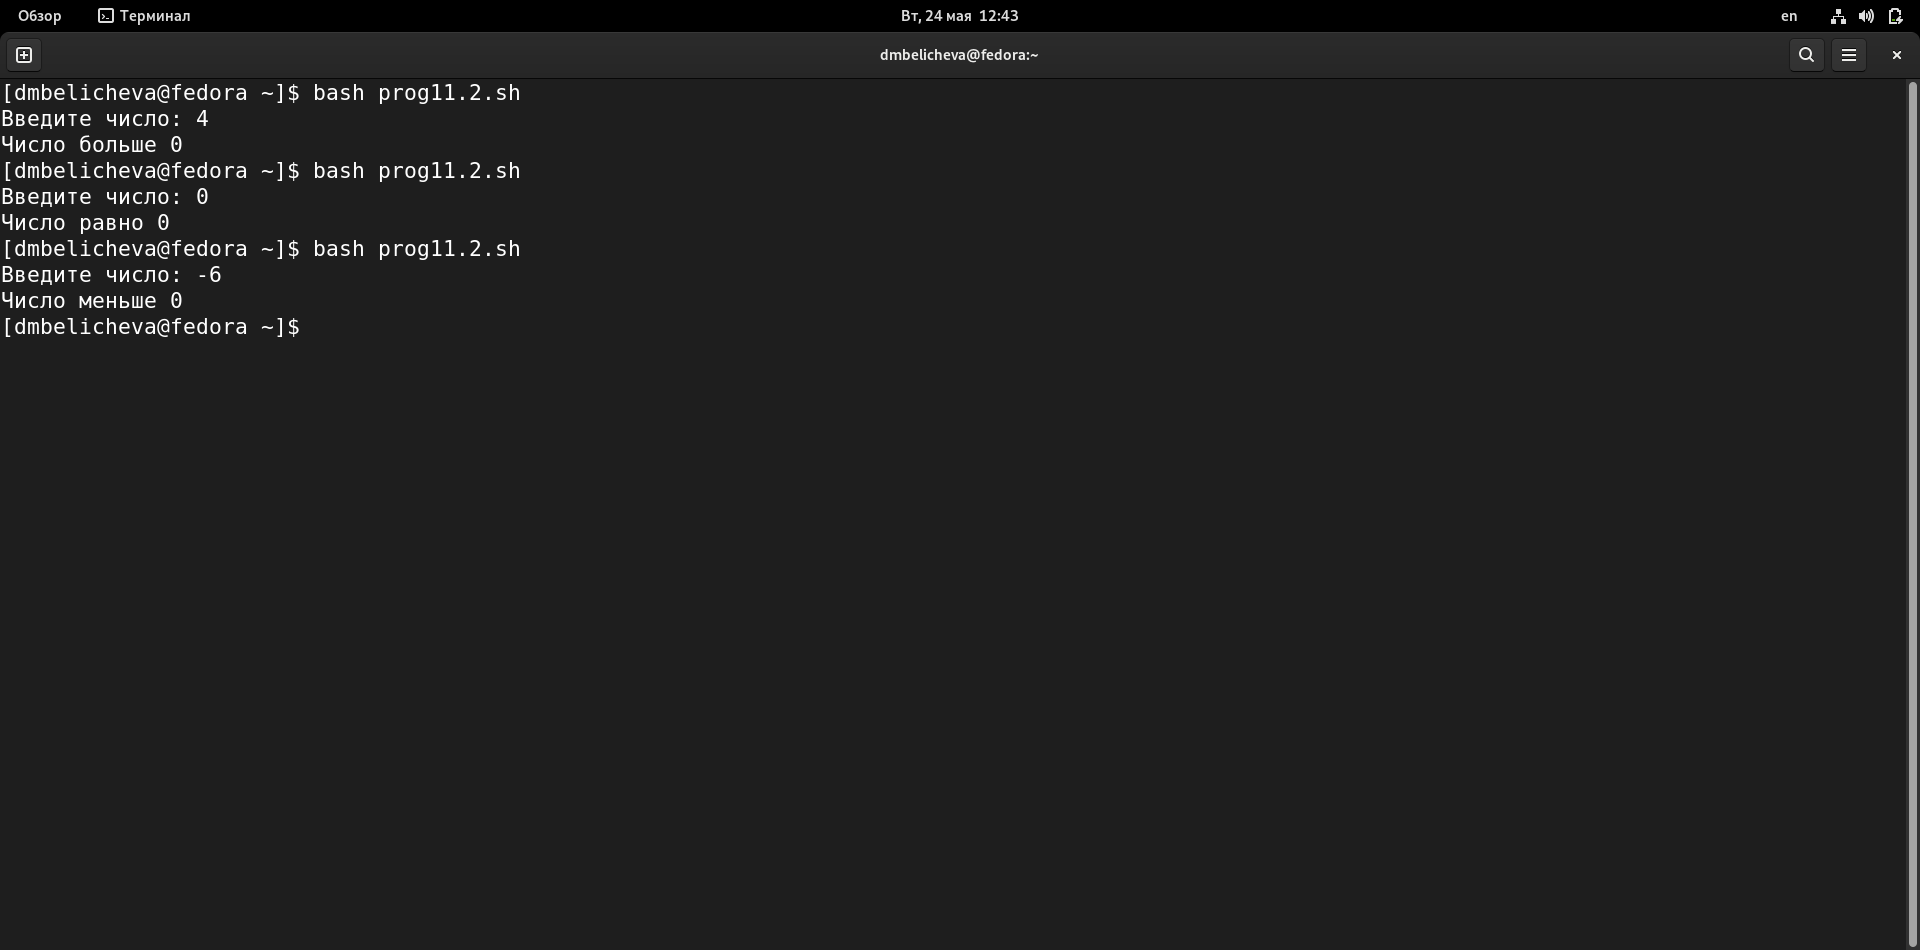 Обзор Терминал Вт, 24 мая 12:43 en
dmbelicheva@fedora:~
[dmbelicheva@fedora ~]$ bash prog11.2.sh
Введите число: 4
Число больше 0
[dmbelicheva@fedora ~]$ bash prog11.2.sh
Введите число: 0
Число равно 0
[dmbelicheva@fedora ~]$ bash prog11.2.sh
Введите число: -6
Число меньше 0
[dmbelicheva@fedora ~]$